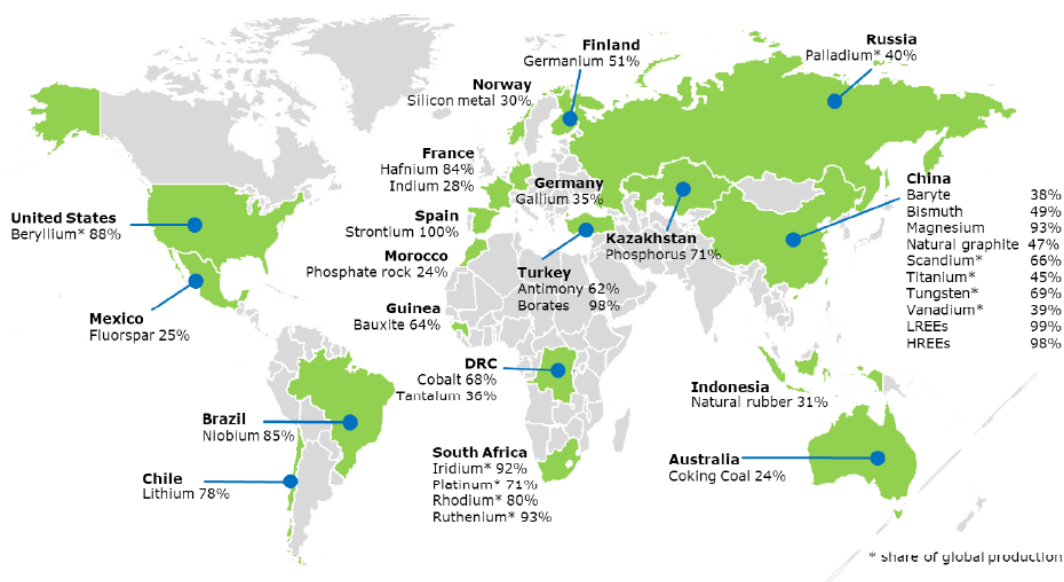 Finland
Germanium 51%
Russia
Palladium* 40%
Norway
Silicon metal 30%
France
Hafnium 84%
Indium 28%
Germany
Gallium 35%
Spain
Strontium 100%
Morocco
Phosphate rock 24%
Guinea
Bauxite 64%
Turkey
Antimony 62%
Borates 98%
Kazakhstan
Phosphorus 71%
China
Baryte 38%
Bismuth 49%
Magnesium 93%
Natural graphite 47%
Scandium* 66%
Titanium* 45%
Tungsten* 69%
Vanadium* 39%
LREEs 99%
HREEs 98%
United States
Beryllium* 88%
Mexico
Fluorspar 25%
DRC
Cobalt 68%
Tantalum 36%
Indonesia
Natural rubber 31%
Brazil
Niobium 85%
Chile
Lithium 78%
South Africa
Iridium* 92%
Platinum* 71%
Rhodium* 80%
Ruthenium* 93%
Australia
Coking Coal 24%
* share of global production